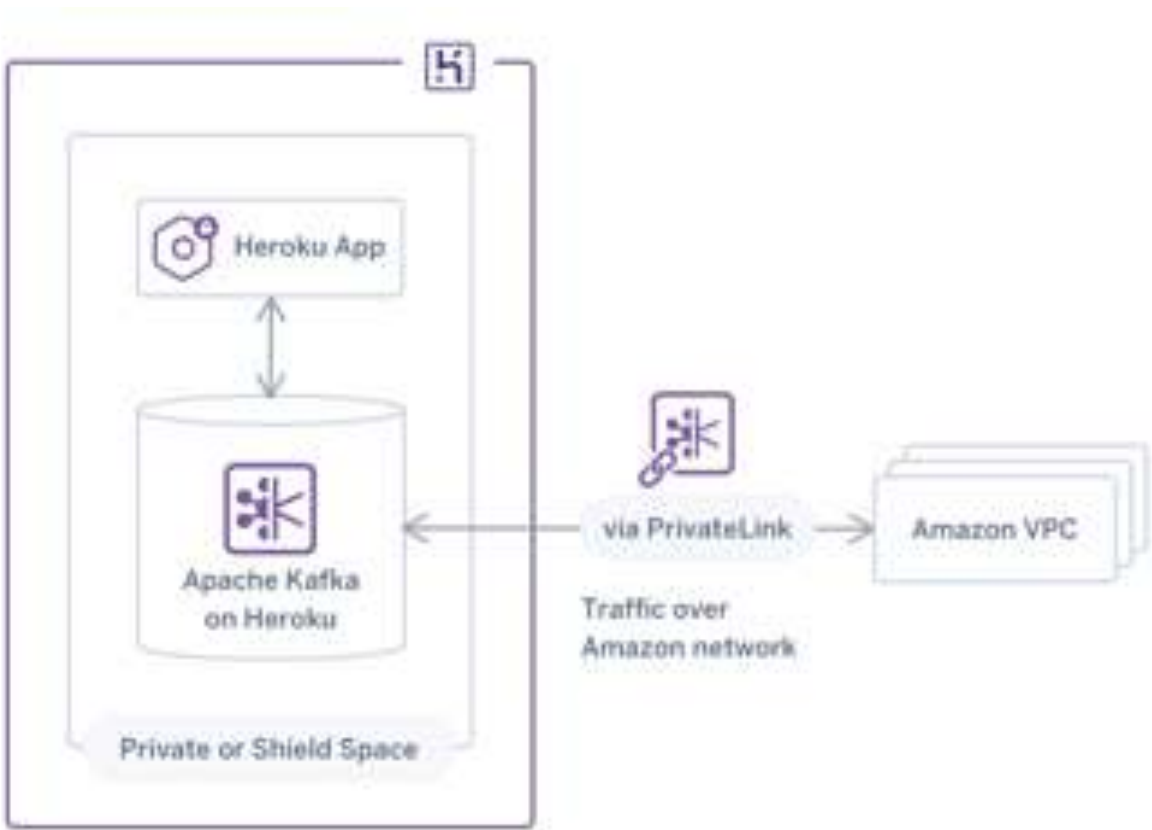 Heroku App
Apache Kafka
on Heroku
Private or Shield Space
via PrivateLink
Traffic over
Amazon network
Amazon VPC